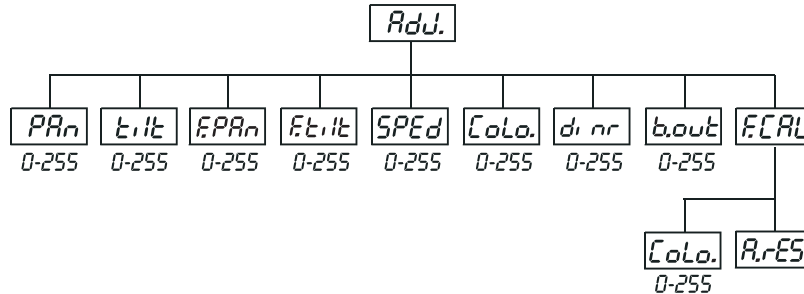 AdJ.
PAn tilt F.PAn F.tilt SPEd Colo. di nr b.out F.CAL
0-255 0-255 0-255 0-255 0-255 0-255 0-255 0-255
Colo. A.rES
0-255